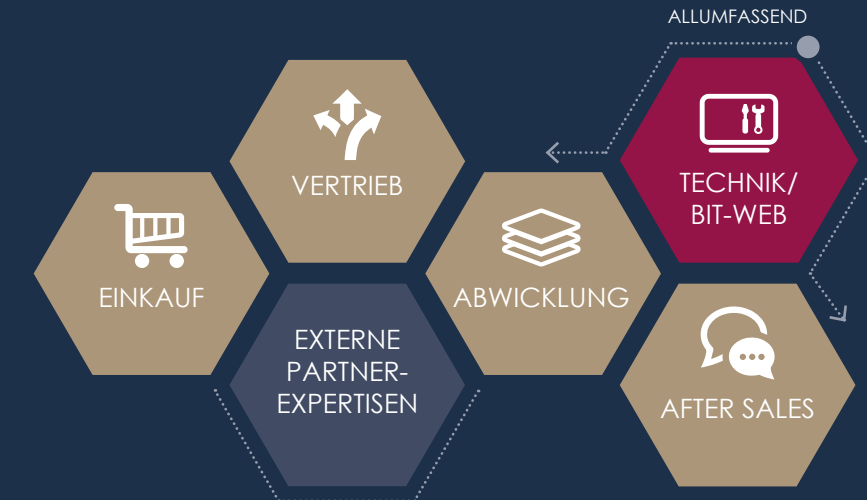 ALLUMFASSEND
TECHNIK/
BIT-WEB
VERTRIEB
EINKAUF
ABWICKLUNG
EXTERNE
PARTNER-
EXPERTISEN
AFTER SALES